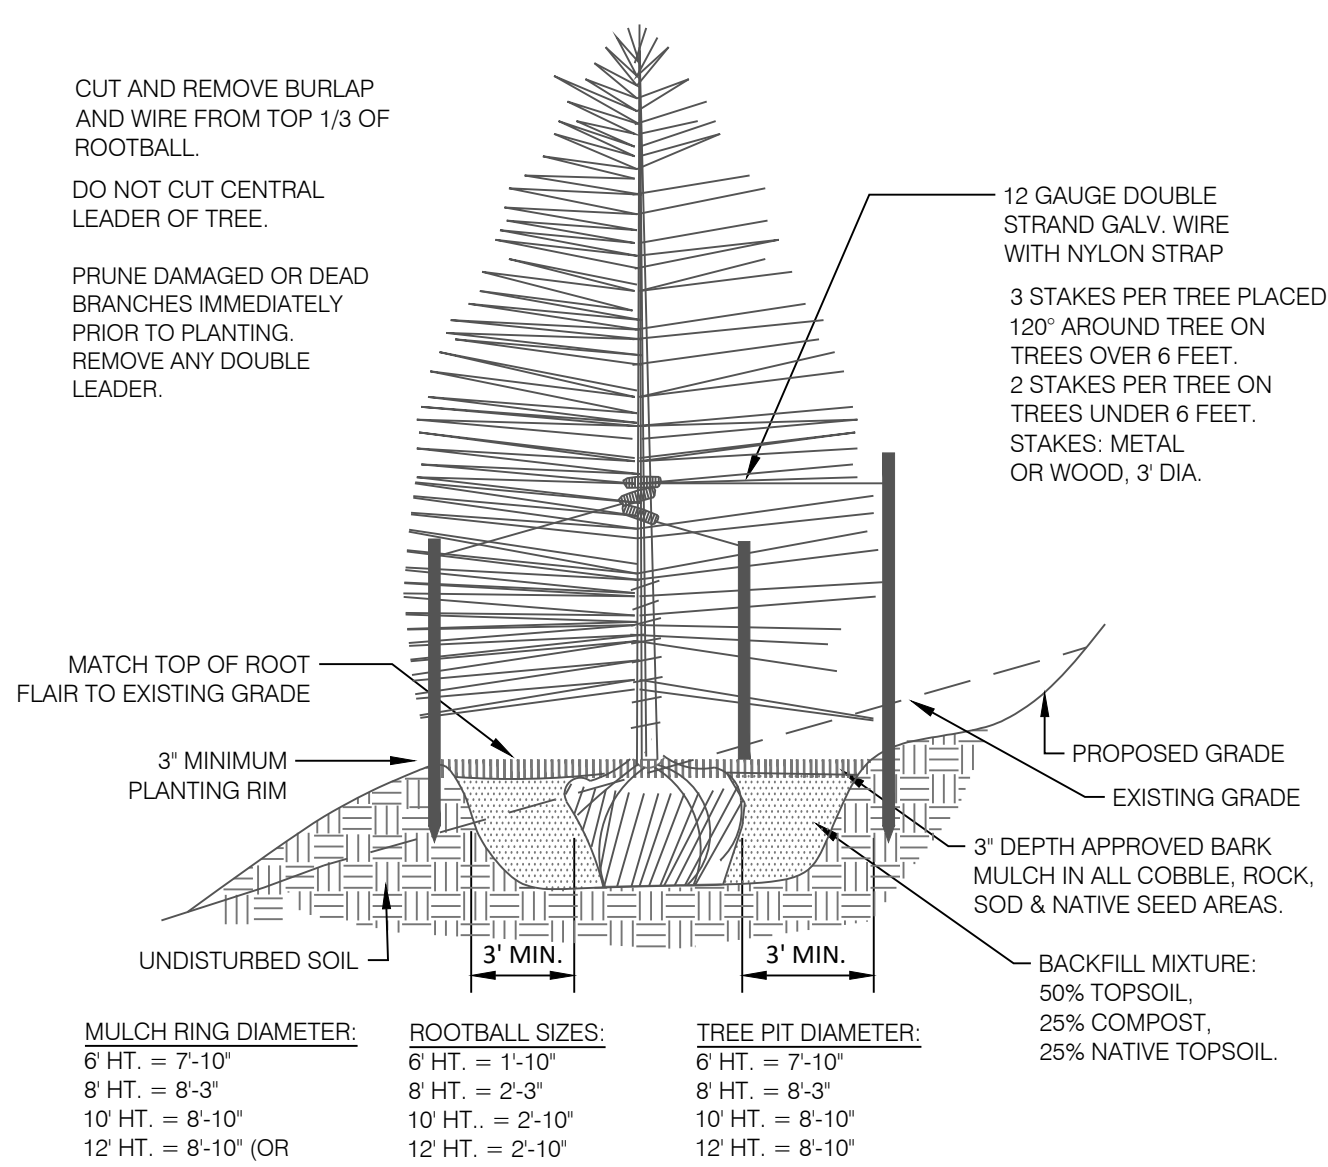 CUT AND REMOVE BURLAP
AND WIRE FROM TOP 1/3 OF
ROOTBALL.
DO NOT CUT CENTRAL
LEADER OF TREE.
PRUNE DAMAGED OR DEAD
BRANCHES IMMEDIATELY
PRIOR TO PLANTING.
REMOVE ANY DOUBLE
LEADER.
12 GAUGE DOUBLE
STRAND GALV. WIRE
WITH NYLON STRAP
3 STAKES PER TREE PLACED
120° AROUND TREE ON
TREES OVER 6 FEET.
2 STAKES PER TREE ON
TREES UNDER 6 FEET.
STAKES: METAL
OR WOOD, 3' DIA.
MATCH TOP OF ROOT
FLAIR TO EXISTING GRADE
3" MINIMUM
PLANTING RIM
PROPOSED GRADE
EXISTING GRADE
3" DEPTH APPROVED BARK
MULCH IN ALL COBBLE, ROCK,
SOD & NATIVE SEED AREAS.
UNDISTURBED SOIL
3' MIN.
3' MIN.
BACKFILL MIXTURE:
50% TOPSOIL,
25% COMPOST,
25% NATIVE TOPSOIL.
MULCH RING DIAMETER:
6' HT. = 7'-10"
8' HT. = 8'-3"
10' HT. = 8'-10"
12' HT. = 8'-10" (OR
ROOTBALL SIZES:
6' HT. = 1'-10"
8' HT. = 2'-3"
10' HT.. = 2'-10"
12' HT. = 2'-10"
TREE PIT DIAMETER:
6' HT. = 7'-10"
8' HT. = 8'-3"
10' HT. = 8'-10"
12' HT. = 8'-10"